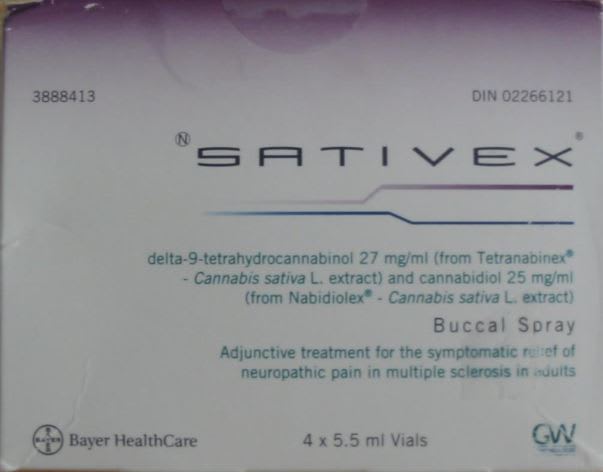 3888413
DIN 02266121
Ⓝ SATIVEX®
delta-9-tetrahydrocannabinol 27 mg/ml (from Tetranabinex®
- Cannabis sativa L. extract) and cannabidiol 25 mg/ml
(from Nabidiolex® - Cannabis sativa L. extract)
Buccal Spray
Adjunctive treatment for the symptomatic relief of
neuropathic pain in multiple sclerosis in adults
BAYER
Bayer HealthCare
4 x 5.5 ml Vials
GW